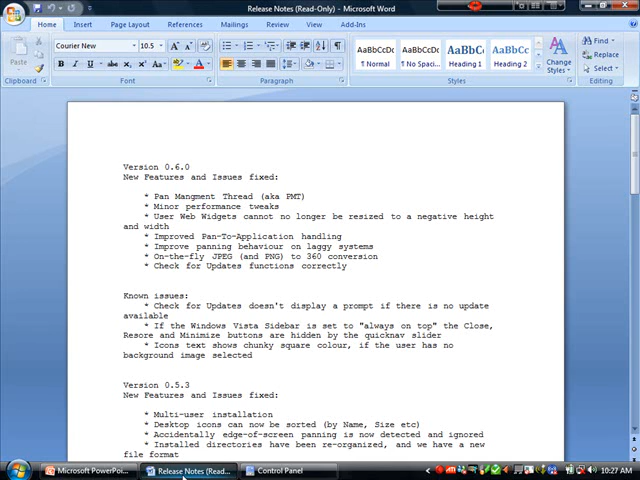 Release Notes (Read-Only) - Microsoft Word
Home Insert Page Layout References Mailings Review View Add-Ins
Paste
Clipboard
Courier New 10.5
Font
Paragraph
AaBbCcDc AaBbCcDc AaBbC AaBbCc
¶ Normal ¶ No Spaci... Heading 1 Heading 2
Change
Styles
Styles
Find
Replace
Select
Editing
Version 0.6.0
New Features and Issues fixed:
* Pan Mangment Thread (aka PMT)
* Minor performance tweaks
* User Web Widgets cannot no longer be resized to a negative height
and width
* Improved Pan-To-Application handling
* Improve panning behaviour on laggy systems
* On-the-fly JPEG (and PNG) to 360 conversion
* Check for Updates functions correctly
Known issues:
* Check for Updates doesn't display a prompt if there is no update
available
* If the Windows Vista Sidebar is set to "always on top" the Close,
Resore and Minimize buttons are hidden by the quicknav slider
* Icons text shows chunky square colour, if the user has no
background image selected
Version 0.5.3
New Features and Issues fixed:
* Multi-user installation
* Desktop icons can now be sorted (by Name, Size etc)
* Accidentally edge-of-screen panning is now detected and ignored
* Installed directories have been re-organized, and we have a new
file format
Microsoft PowerPo... Release Notes (Read... Control Panel 10:27 AM